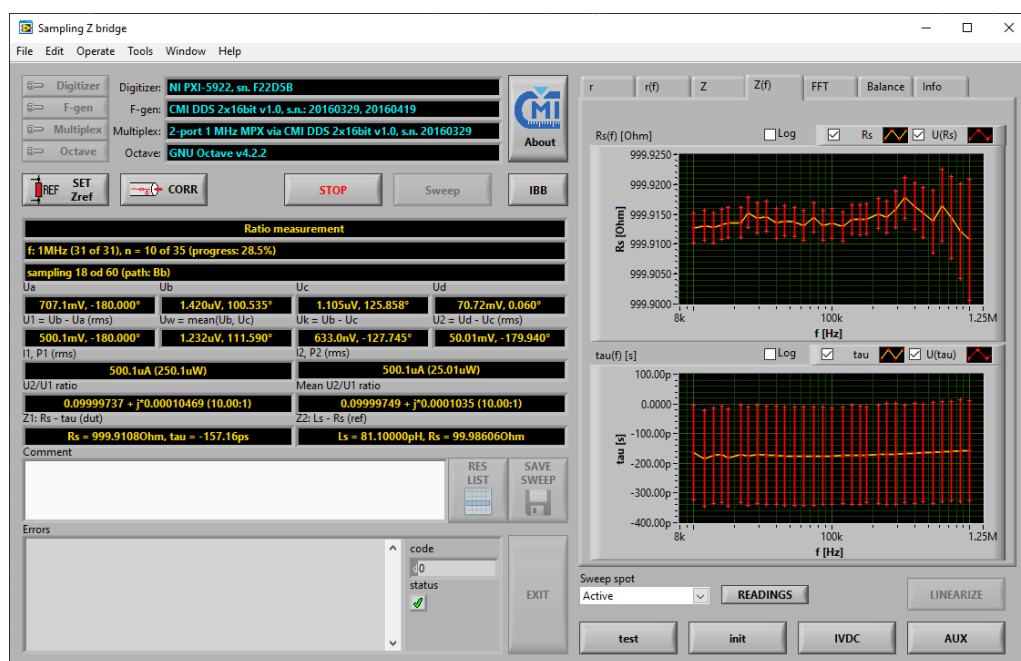 Sampling Z bridge
File Edit Operate Tools Window Help
Digitizer Digitizer: NI PXI-5922, sn. F22D5B
F-gen F-gen: CMI DDS 2x16bit v1.0, s.n.: 20160329, 20160419
Multiplex Multiplex: 2-port 1 MHz MPX via CMI DDS 2x16bit v1.0, s.n. 20160329
Octave Octave: GNU Octave v4.2.2
CMI
About
REF SET Zref
CORR
STOP
Sweep
IBB
Ratio measurement
f: 1MHz (31 of 31), n = 10 of 35 (progress: 28.5%)
sampling 18 od 60 (path: Bb)
Ua Ub Uc Ud
707.1mV, -180.000° 1.420uV, 100.535° 1.105uV, 125.858° 70.72mV, 0.060°
U1 = Ub - Ua (rms) Uw = mean(Ub, Uc) Uk = Ub - Uc U2 = Ud - Uc (rms)
500.1mV, -180.000° 1.232uV, 111.590° 633.0nV, -127.745° 50.01mV, -179.940°
I1, P1 (rms) I2, P2 (rms)
500.1uA (250.1uW) 500.1uA (25.01uW)
U2/U1 ratio Mean U2/U1 ratio
0.09999737 + j*0.00010469 (10.00:1) 0.09999749 + j*0.0001035 (10.00:1)
Z1: Rs - tau (dut) Z2: Ls - Rs (ref)
Rs = 999.9108Ohm, tau = -157.16ps Ls = 81.10000pH, Rs = 99.98606Ohm
Comment
RES LIST
SAVE SWEEP
Errors
code
d 0
status
EXIT
r r(f) Z Z(f) FFT Balance Info
Rs(f) [Ohm] Log Rs U(Rs)
999.9250
999.9200
999.9150
999.9100
999.9050
999.9000
Rs [Ohm]
8k 100k 1.25M
f [Hz]
tau(f) [s] Log tau U(tau)
100.00p
0.0000
-100.00p
-200.00p
-300.00p
-400.00p
tau [s]
8k 100k 1.25M
f [Hz]
Sweep spot
Active READINGS LINEARIZE
test init IVDC AUX